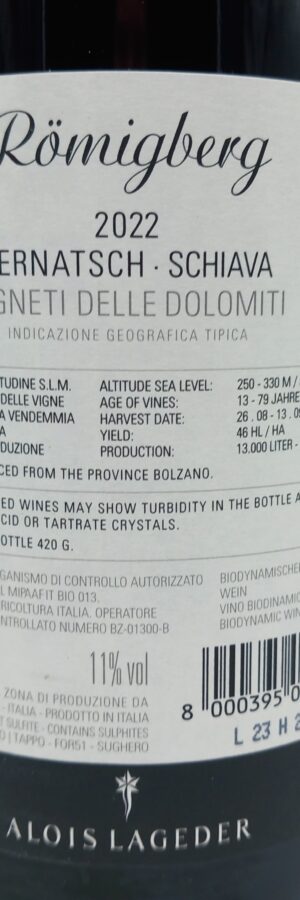 Römigberg
2022
ERNATSCH · SCHIAVA
GNETI DELLE DOLOMITI
INDICAZIONE GEOGRAFICA TIPICA
TUDINE S.L.M. ALTITUDE SEA LEVEL: 250 - 330 M /
DELLE VIGNE AGE OF VINES: 13 - 79 JAHRE
A VENDEMMIA HARVEST DATE: 26 . 08 - 13 . 09
A YIELD: 46 HL / HA
DUZIONE PRODUCTION: 13.000 LITER -
CED FROM THE PROVINCE BOLZANO.
ED WINES MAY SHOW TURBIDITY IN THE BOTTLE A
CID OR TARTRATE CRYSTALS.
OTTLE 420 G.
GANISMO DI CONTROLLO AUTORIZZATO
L MIPAAFIT BIO 013.
RICOLTURA ITALIA. OPERATORE
NTROLLATO NUMERO BZ-01300-B
BIODYNAMISCHER
WEIN
VINO BIODINAMIC
BIODYNAMIC WIN
11% vol
ZONA DI PRODUZIONE DA
- ITALIA - PRODOTTO IN ITALIA
T SULFITE - CONTAINS SULPHITES
O | TAPPO - FOR51 - SUGHERO
8 000395 0
L 23 H 2
ALOIS LAGEDER